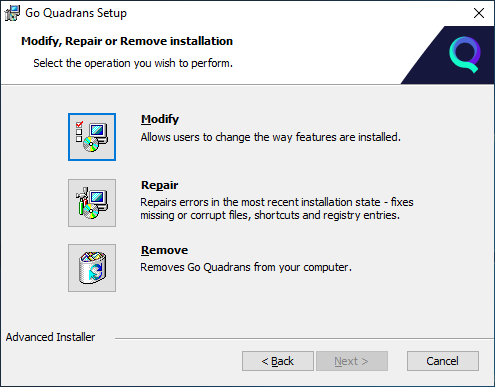 Go Quadrans Setup
Modify, Repair or Remove installation
Select the operation you wish to perform.
Modify
Allows users to change the way features are installed.
Repair
Repairs errors in the most recent installation state - fixes
missing or corrupt files, shortcuts and registry entries.
Remove
Removes Go Quadrans from your computer.
Advanced Installer
< Back
Next >
Cancel